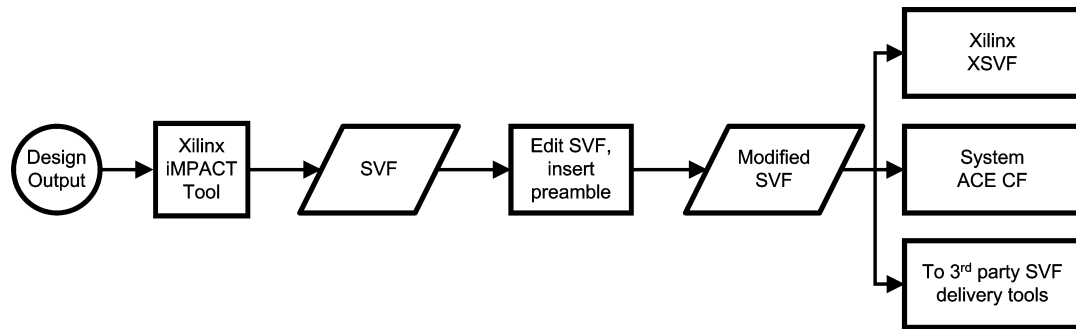 Design
Output
Xilinx
iMPACT
Tool
SVF
Edit SVF,
insert
preamble
Modified
SVF
Xilinx
XSVF
System
ACE CF
To 3rd party SVF
delivery tools